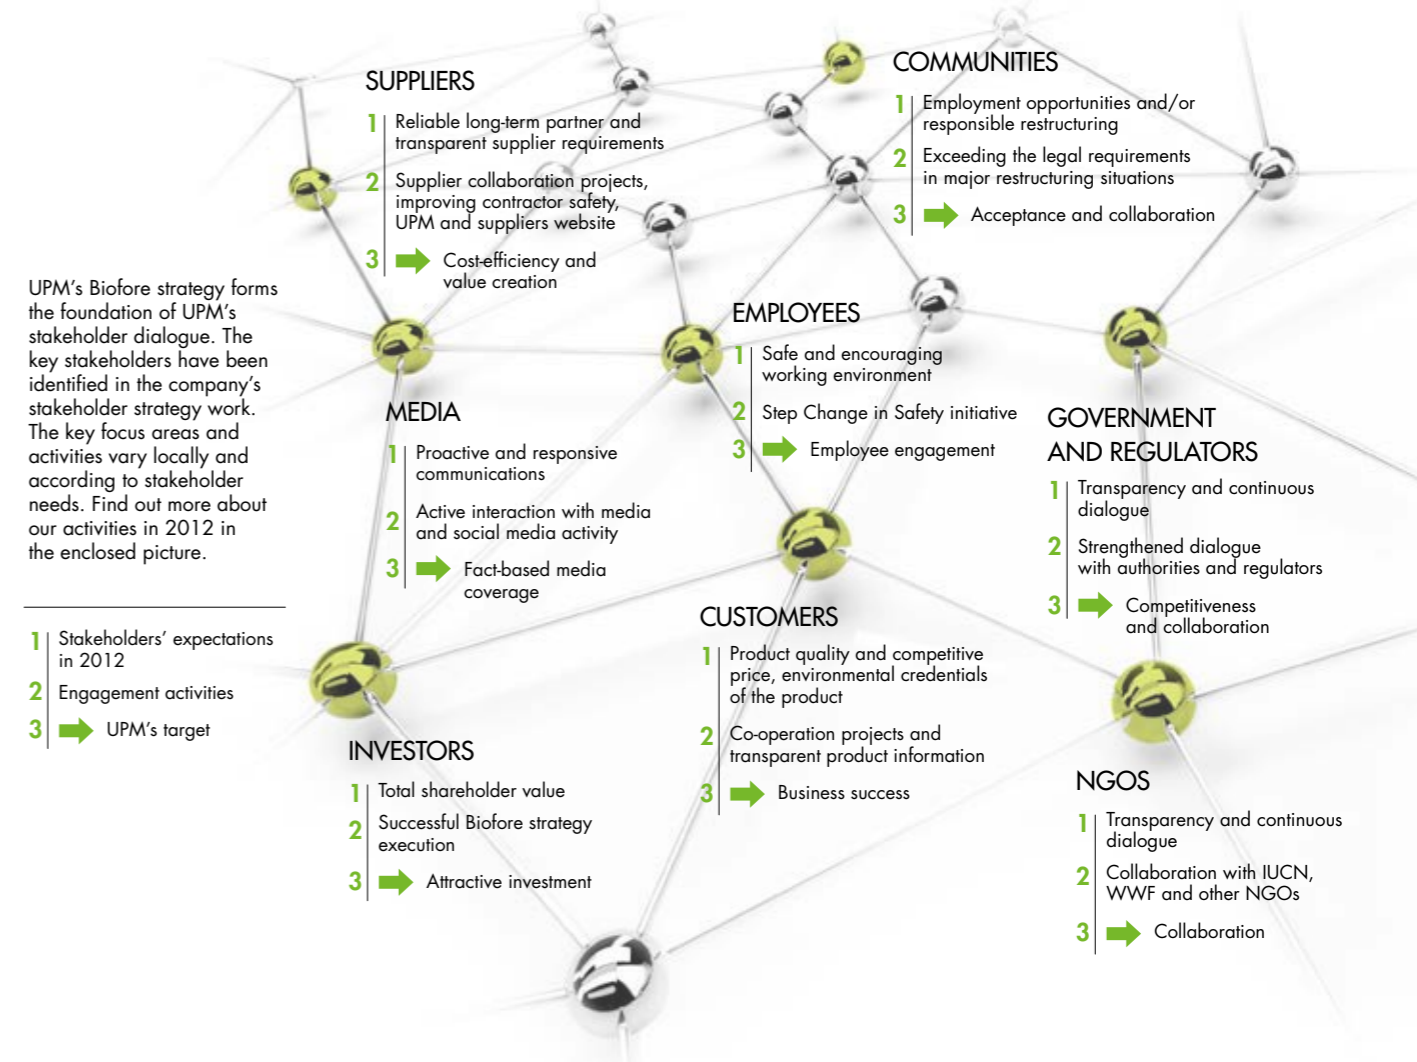 UPM's Biofore strategy forms
the foundation of UPM's
stakeholder dialogue. The
key stakeholders have been
identified in the company's
stakeholder strategy work.
The key focus areas and
activities vary locally and
according to stakeholder
needs. Find out more about
our activities in 2012 in
the enclosed picture.
1 Stakeholders' expectations
in 2012
2 Engagement activities
3 UPM's target
SUPPLIERS
1 Reliable long-term partner and
transparent supplier requirements
2 Supplier collaboration projects,
improving contractor safety,
UPM and suppliers website
3 Cost-efficiency and
value creation
COMMUNITIES
1 Employment opportunities and/or
responsible restructuring
2 Exceeding the legal requirements
in major restructuring situations
3 Acceptance and collaboration
EMPLOYEES
1 Safe and encouraging
working environment
2 Step Change in Safety initiative
3 Employee engagement
MEDIA
1 Proactive and responsive
communications
2 Active interaction with media
and social media activity
3 Fact-based media
coverage
GOVERNMENT
AND REGULATORS
1 Transparency and continuous
dialogue
2 Strengthened dialogue
with authorities and regulators
3 Competitiveness
and collaboration
CUSTOMERS
1 Product quality and competitive
price, environmental credentials
of the product
2 Co-operation projects and
transparent product information
3 Business success
INVESTORS
1 Total shareholder value
2 Successful Biofore strategy
execution
3 Attractive investment
NGOS
1 Transparency and continuous
dialogue
2 Collaboration with IUCN,
WWF and other NGOs
3 Collaboration